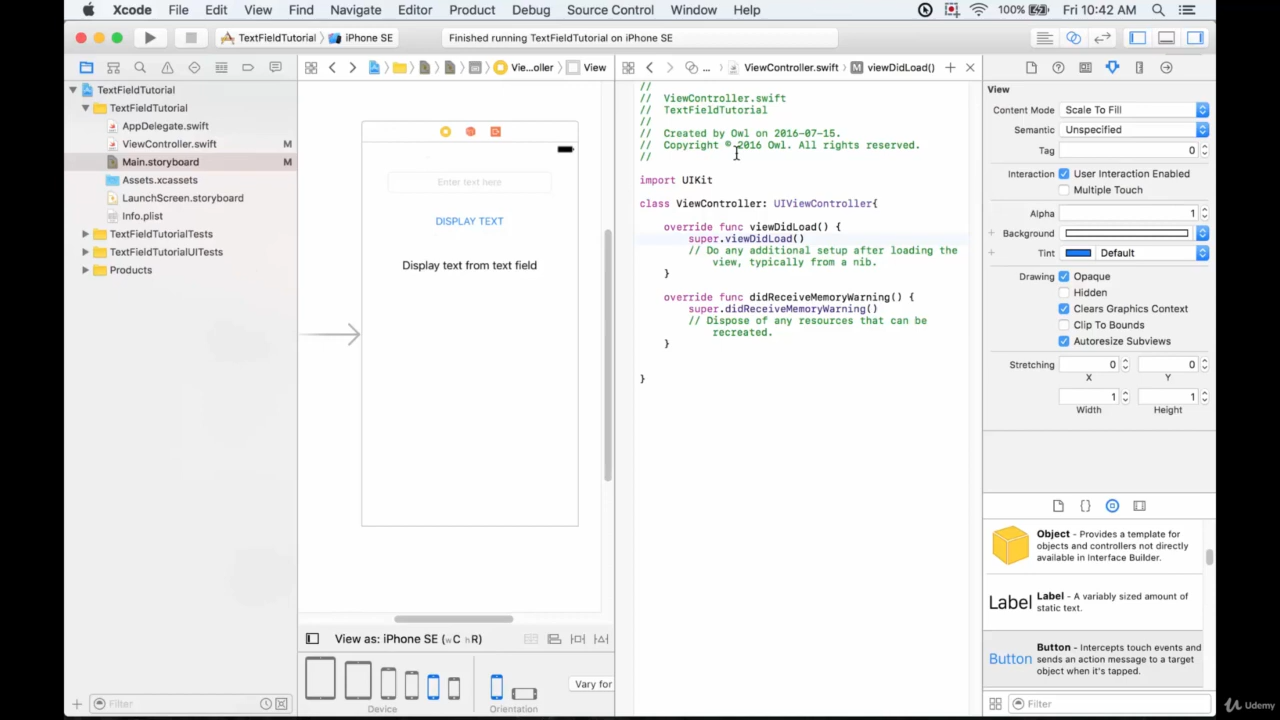 Xcode File Edit View Find Navigate Editor Product Debug Source Control Window Help 100% Fri 10:42 AM
TextFieldTutorial iPhone SE Finished running TextFieldTutorial on iPhone SE
Vie...oller View ... ViewController.swift M viewDidLoad()
TextFieldTutorial
TextFieldTutorial
AppDelegate.swift
ViewController.swift M
Main.storyboard M
Assets.xcassets
LaunchScreen.storyboard
Info.plist
TextFieldTutorialTests
TextFieldTutorialUITests
Products
Filter
Enter text here
DISPLAY TEXT
Display text from text field
View as: iPhone SE (wC hR)
Vary for
Device
Orientation
//
// ViewController.swift
// TextFieldTutorial
//
// Created by Owl on 2016-07-15.
// Copyright © 2016 Owl. All rights reserved.
//
import UIKit
class ViewController: UIViewController{
override func viewDidLoad() {
super.viewDidLoad()
// Do any additional setup after loading the
view, typically from a nib.
}
override func didReceiveMemoryWarning() {
super.didReceiveMemoryWarning()
// Dispose of any resources that can be
recreated.
}
}
View
Content Mode Scale To Fill
Semantic Unspecified
Tag 0
Interaction User Interaction Enabled
Multiple Touch
Alpha 1
Background
Tint Default
Drawing Opaque
Hidden
Clears Graphics Context
Clip To Bounds
Autoresize Subviews
Stretching 0 0
X Y
1 1
Width Height
Object - Provides a template for
objects and controllers not directly
available in Interface Builder.
Label Label - A variably sized amount of
static text.
Button Button - Intercepts touch events and
sends an action message to a target
object when it's tapped.
Filter
Udemy